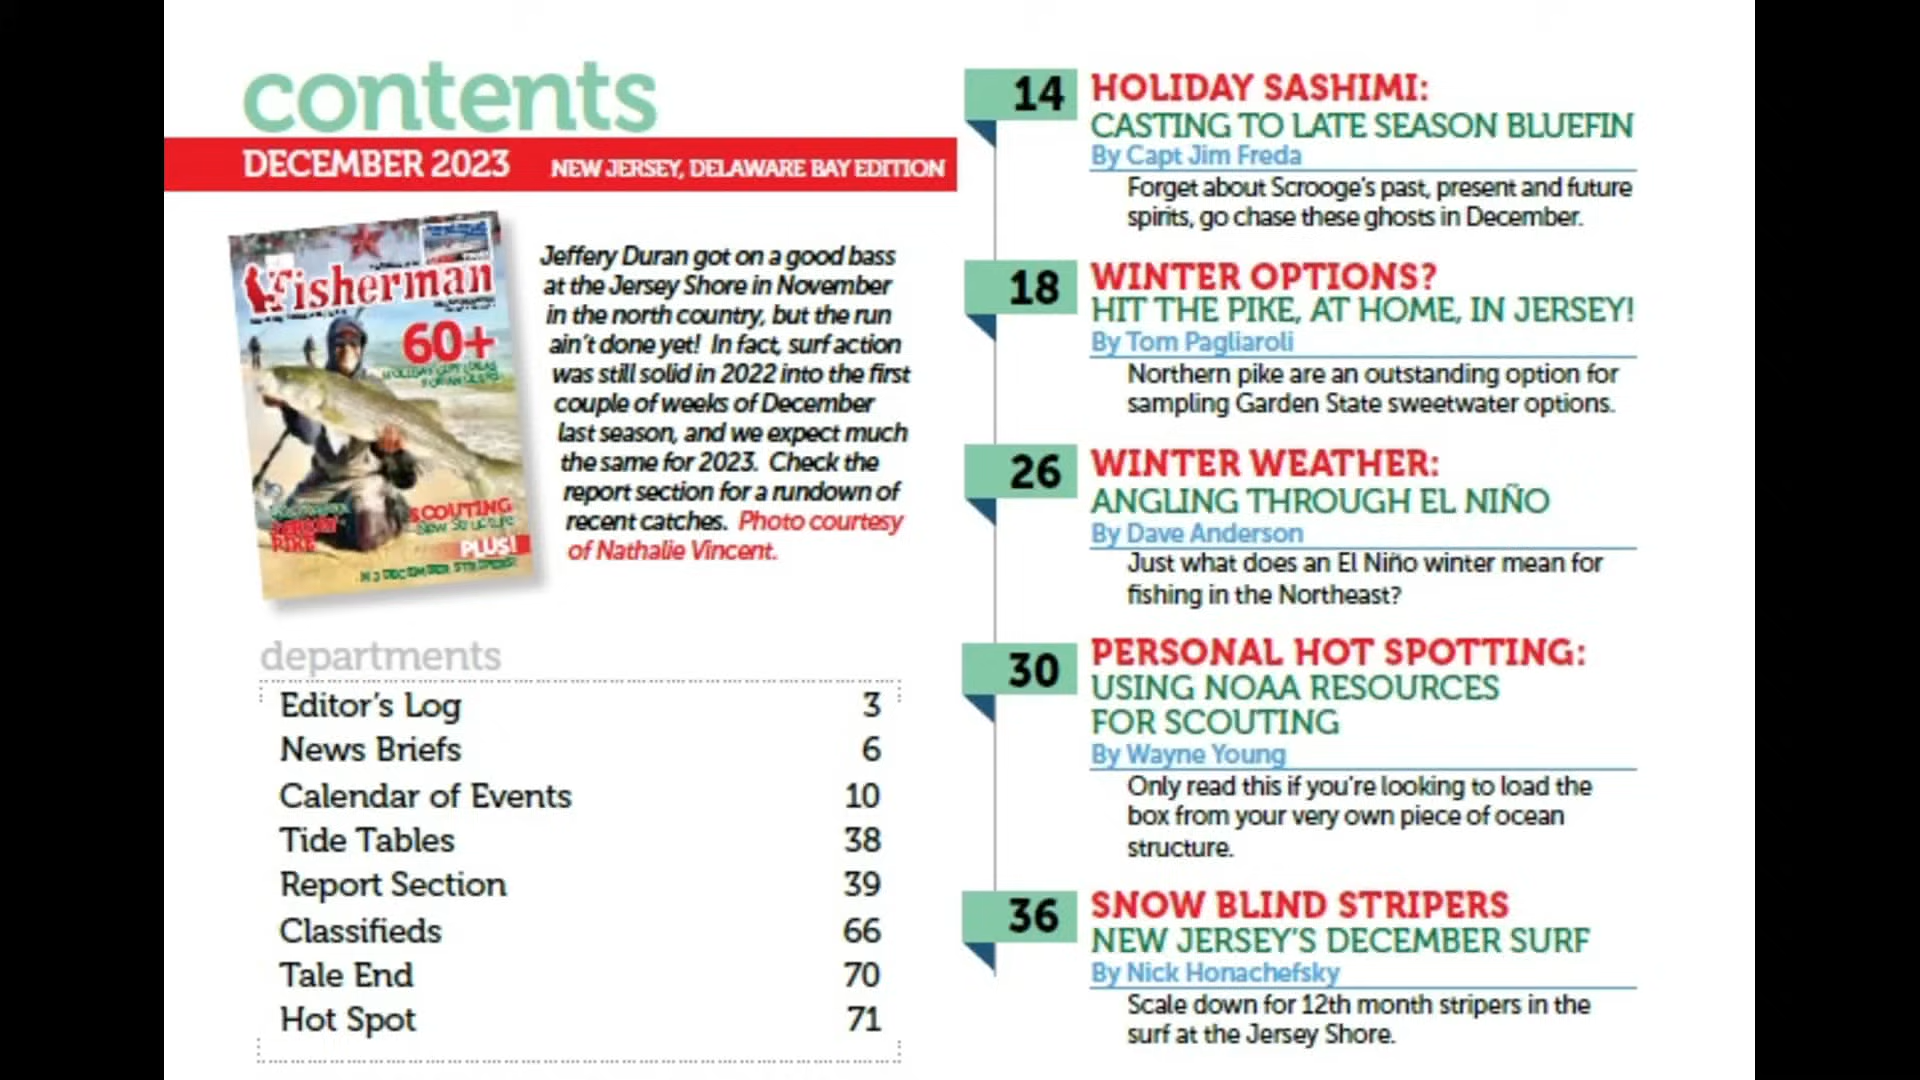 contents
DECEMBER 2023 NEW JERSEY, DELAWARE BAY EDITION
Fisherman
60+
SCOUTING
New Structure
PLUS!
PIKE
NJ DECEMBER STRIPERS!
Jeffery Duran got on a good bass
at the Jersey Shore in November
in the north country, but the run
ain't done yet! In fact, surf action
was still solid in 2022 into the first
couple of weeks of December
last season, and we expect much
the same for 2023. Check the
report section for a rundown of
recent catches. Photo courtesy
of Nathalie Vincent.
departments
Editor's Log 3
News Briefs 6
Calendar of Events 10
Tide Tables 38
Report Section 39
Classifieds 66
Tale End 70
Hot Spot 71
14 HOLIDAY SASHIMI:
CASTING TO LATE SEASON BLUEFIN
By Capt Jim Freda
Forget about Scrooge's past, present and future
spirits, go chase these ghosts in December.
18 WINTER OPTIONS?
HIT THE PIKE, AT HOME, IN JERSEY!
By Tom Pagliaroli
Northern pike are an outstanding option for
sampling Garden State sweetwater options.
26 WINTER WEATHER:
ANGLING THROUGH EL NIÑO
By Dave Anderson
Just what does an El Niño winter mean for
fishing in the Northeast?
30 PERSONAL HOT SPOTTING:
USING NOAA RESOURCES
FOR SCOUTING
By Wayne Young
Only read this if you're looking to load the
box from your very own piece of ocean
structure.
36 SNOW BLIND STRIPERS
NEW JERSEY'S DECEMBER SURF
By Nick Honachefsky
Scale down for 12th month stripers in the
surf at the Jersey Shore.